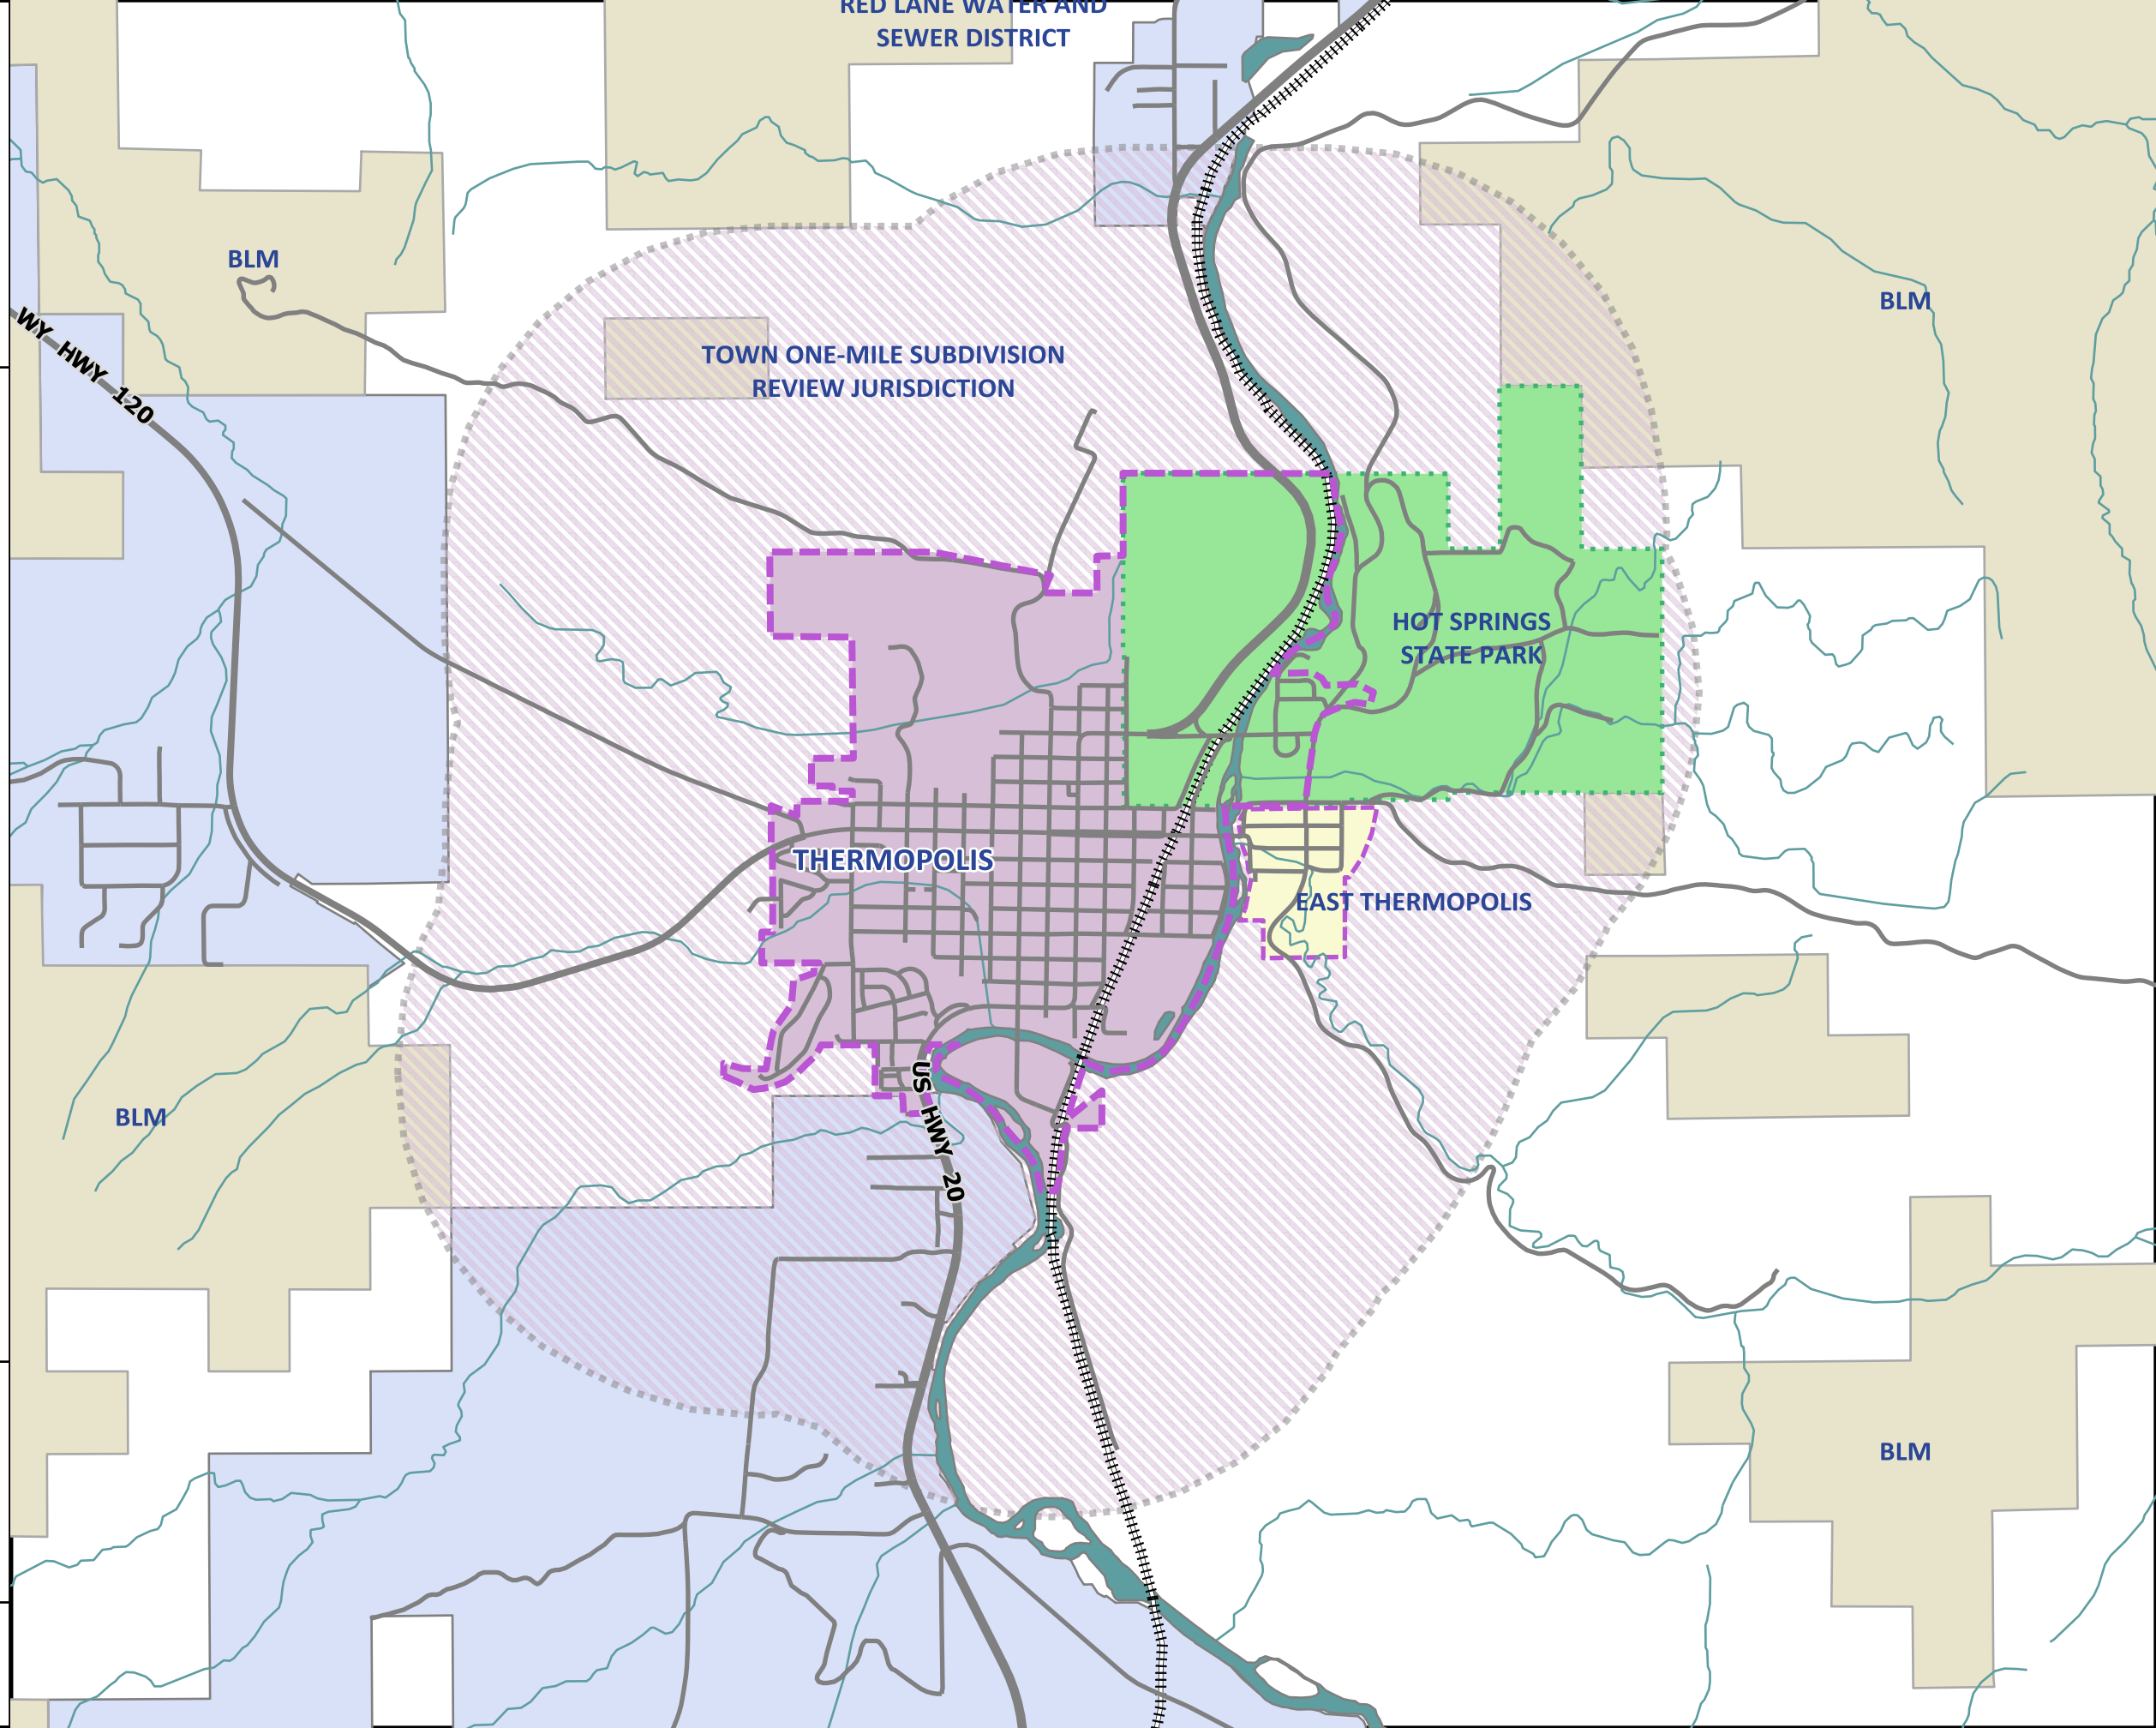 RED LANE WATER AND
SEWER DISTRICT
BLM
BLM
WY HWY 120
TOWN ONE-MILE SUBDIVISION
REVIEW JURISDICTION
HOT SPRINGS
STATE PARK
THERMOPOLIS
EAST THERMOPOLIS
US HWY 20
BLM
BLM